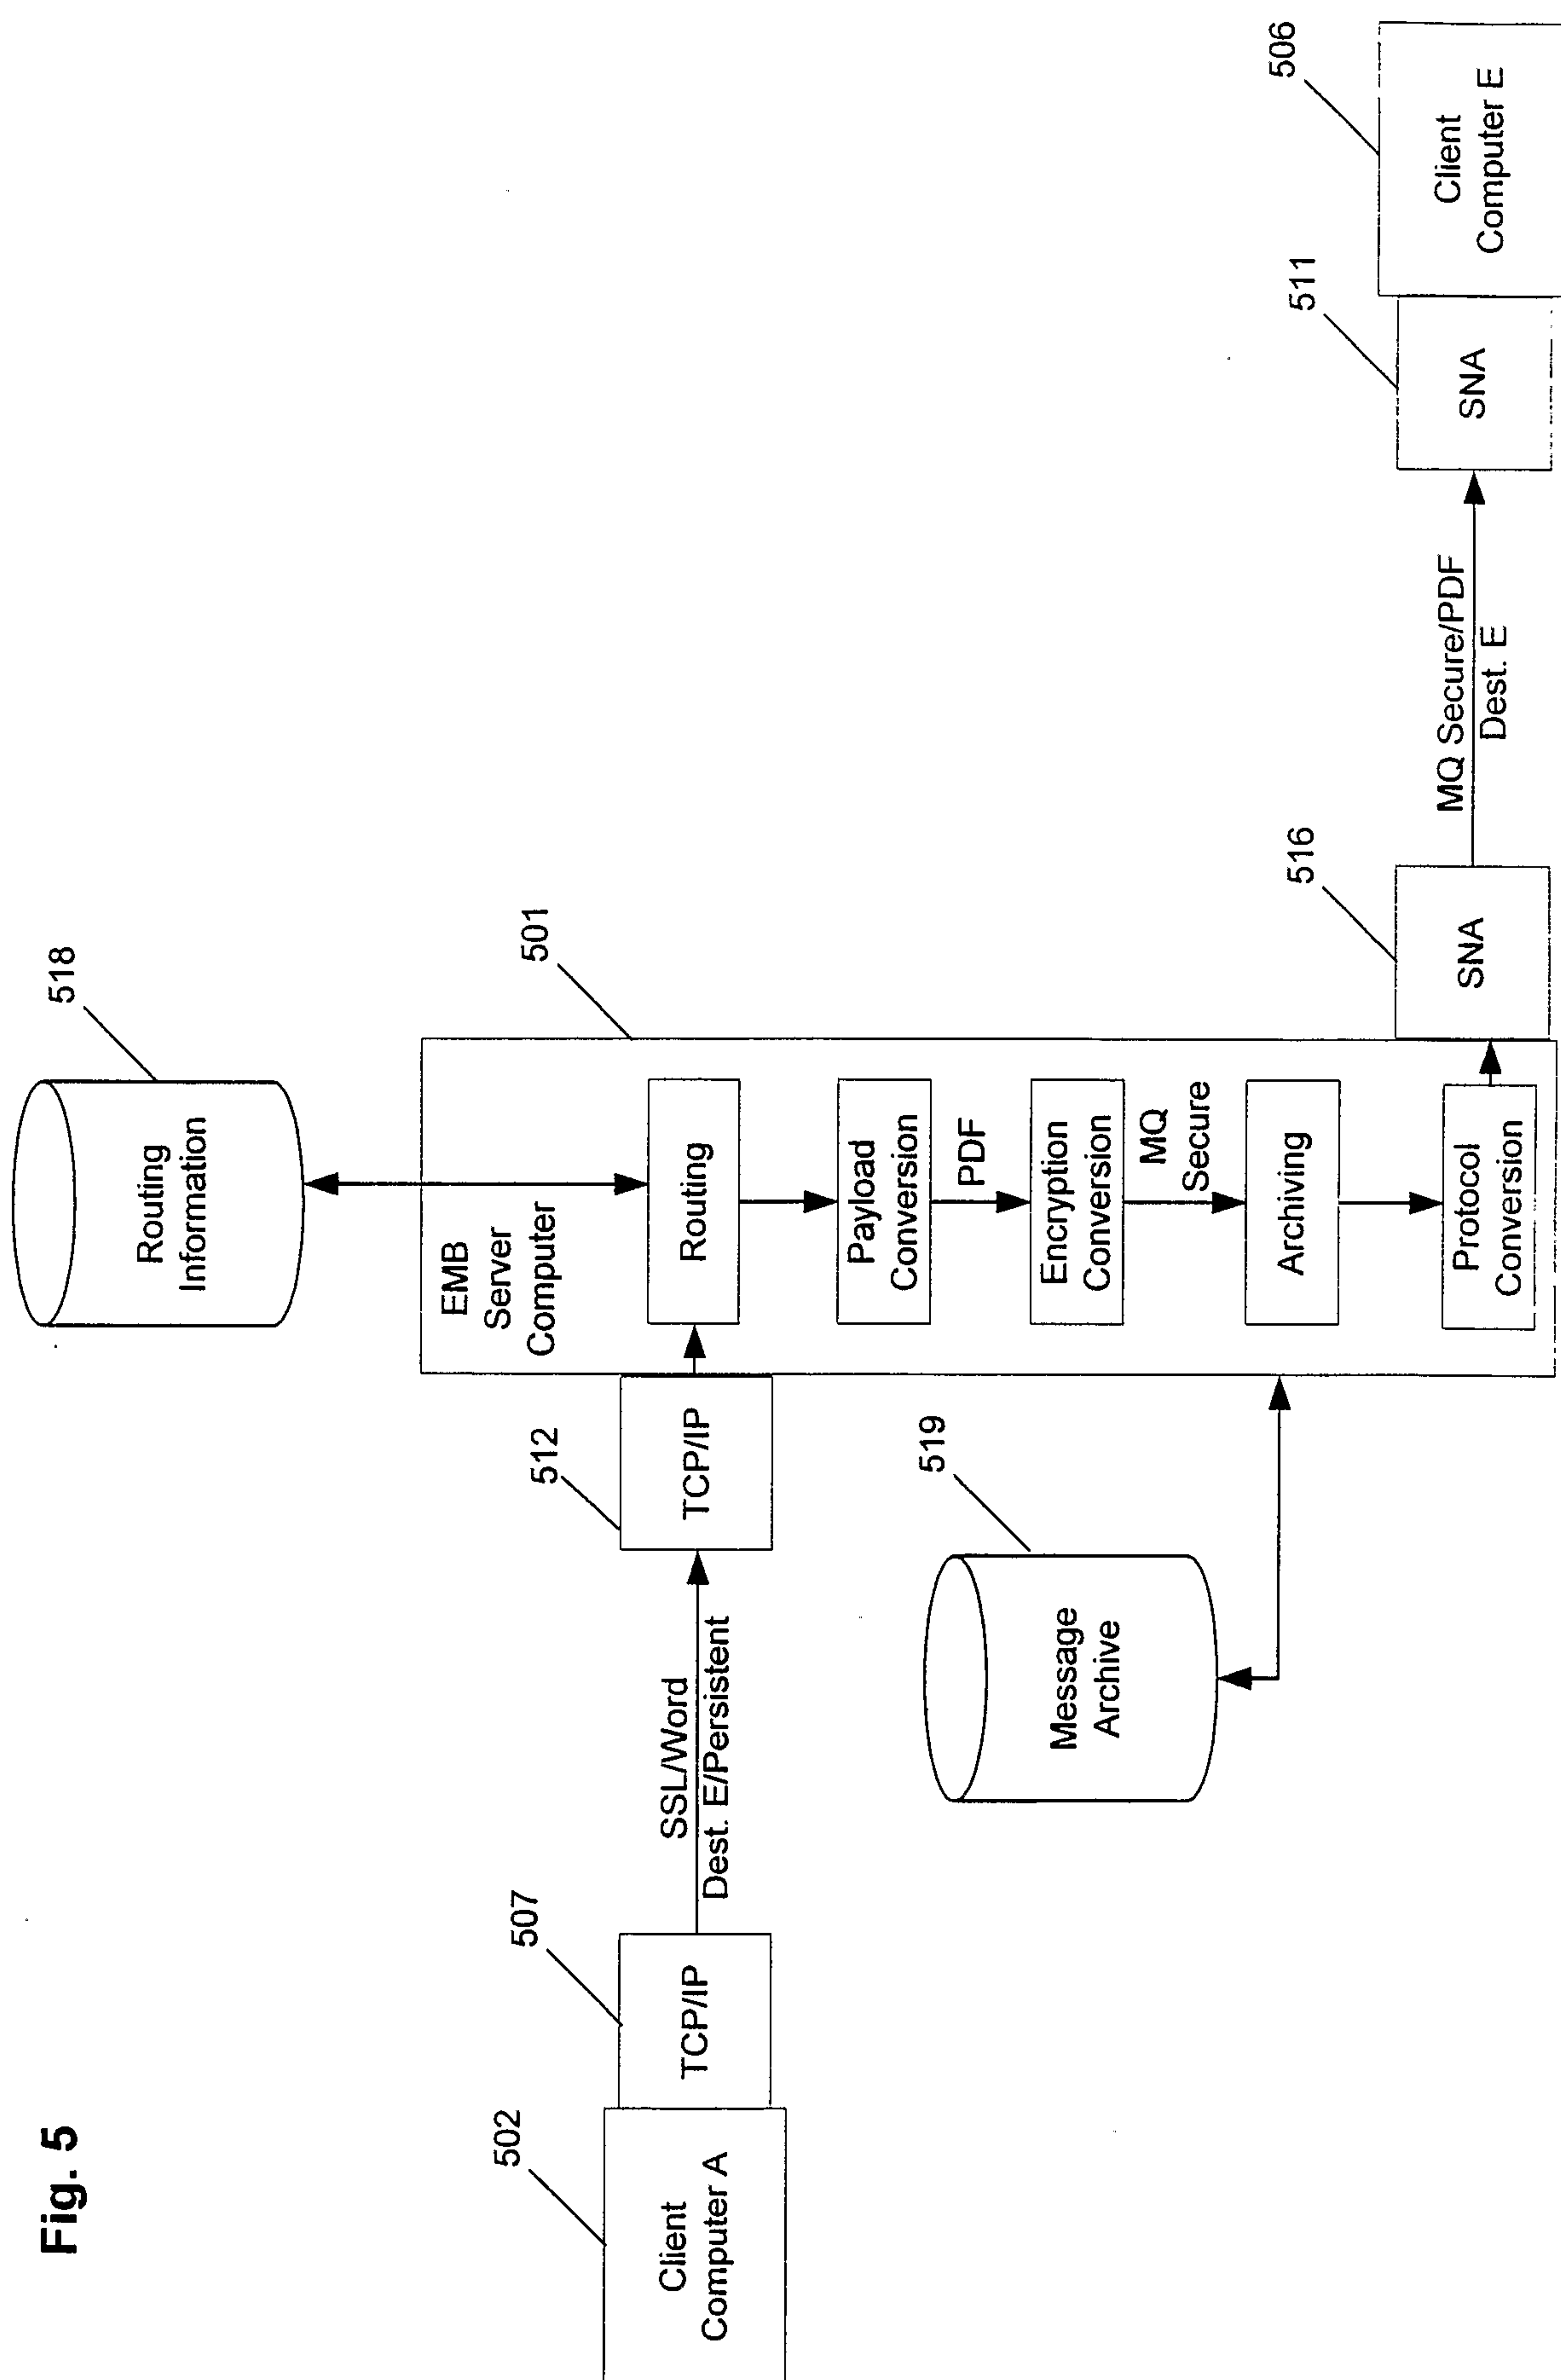 Fig. 5
518
Routing
Information
501
EMB
Server
Computer
502
Client
Computer A
507
TCP/IP
SSL/Word
Dest. E/Persistent
512
TCP/IP
Routing
Payload
Conversion
PDF
519
Message
Archive
Encryption
Conversion
MQ
Secure
Archiving
Protocol
Conversion
516
SNA
MQ Secure/PDF
Dest. E
511
SNA
506
Client
Computer E